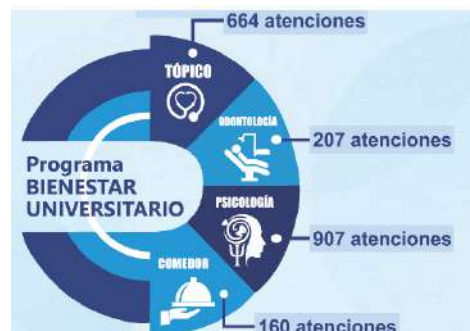 664 atenciones
TÓPICO
ODONTOLOGÍA
207 atenciones
Programa
BIENESTAR
UNIVERSITARIO
PSICOLOGÍA
907 atenciones
COMEDOR
160 atenciones